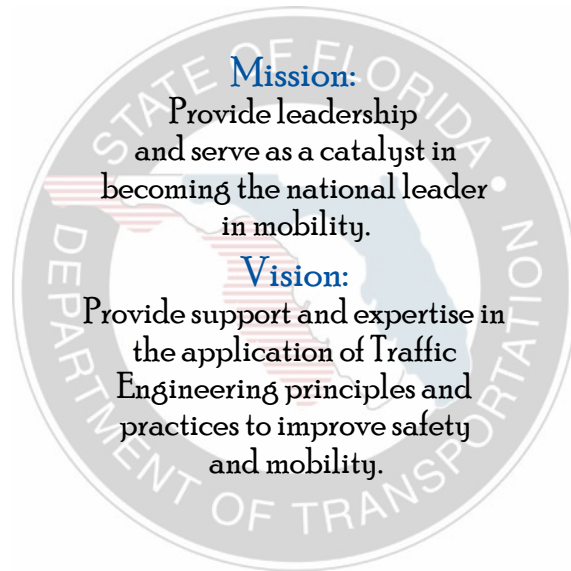 STATE OF FLORIDA
DEPARTMENT OF TRANSPORTATION
Mission:
Provide leadership
and serve as a catalyst in
becoming the national leader
in mobility.
Vision:
Provide support and expertise in
the application of Traffic
Engineering principles and
practices to improve safety
and mobility.